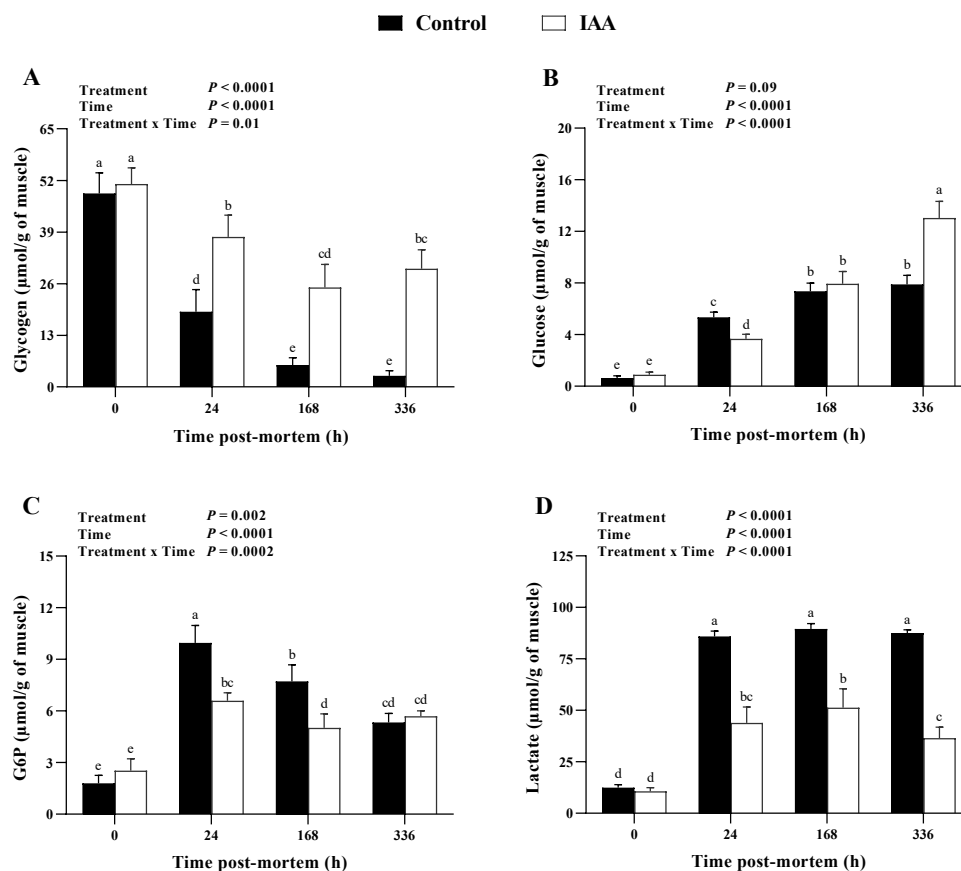 Control IAA
A
Treatment P < 0.0001
Time P < 0.0001
Treatment x Time P = 0.01
65
52
39
26
13
0
Glycogen (µmol/g of muscle)
a a
d b
e cd
e bc
0 24 168 336
Time post-mortem (h)
B
Treatment P = 0.09
Time P < 0.0001
Treatment x Time P < 0.0001
20
16
12
8
4
0
Glucose (µmol/g of muscle)
e e
c d
b b
b a
0 24 168 336
Time post-mortem (h)
C
Treatment P = 0.002
Time P < 0.0001
Treatment x Time P = 0.0002
15
12
9
6
3
0
G6P (µmol/g of muscle)
e e
a bc
b d
cd cd
0 24 168 336
Time post-mortem (h)
D
Treatment P < 0.0001
Time P < 0.0001
Treatment x Time P < 0.0001
125
100
75
50
25
0
Lactate (µmol/g of muscle)
d d
a bc
a b
a c
0 24 168 336
Time post-mortem (h)